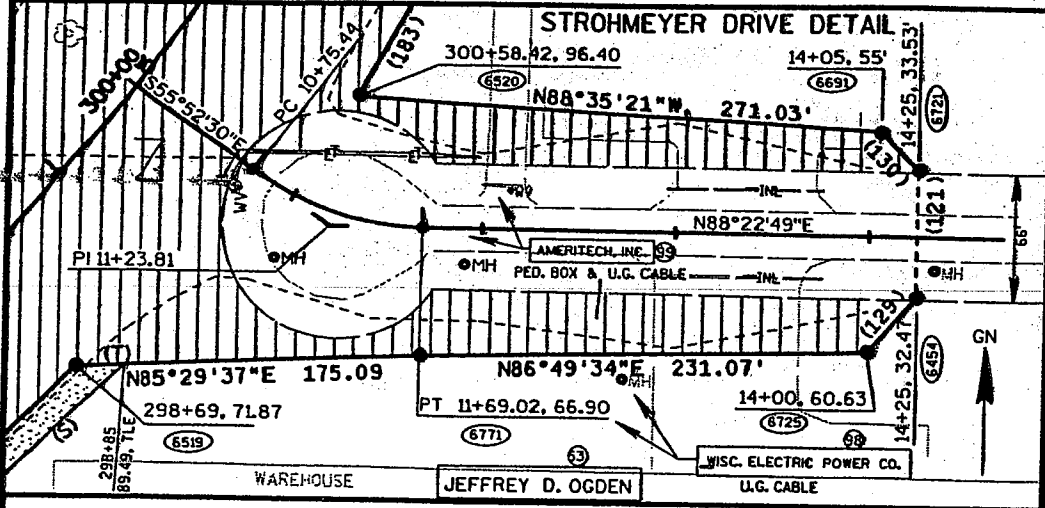 STROHMEYER DRIVE DETAIL
300+00
S55°52'30"E
PC 10+75.44
(183)
300+58.42, 96.40
6520
14+05, 55'
6691
14+25, 33.53'
6721
N88°35'21"W, 271.03'
(130)
(121)
66'
WV
E
E
INL
N88°22'49"E
PI 11+23.81
MH
MH
AMERITECH, INC.
99
PED. BOX & U.G. CABLE
INL
MH
(129)
GN
(T)
N85°29'37"E 175.09
N86°49'34"E 231.07'
MH
298+69, 71.87
6519
(S)
298+85
89.49, TLE
PT 11+69.02, 66.90
6771
14+00, 60.63
6725
14+25, 32.47
6454
98
63
WISC. ELECTRIC POWER CO.
WAREHOUSE
JEFFREY D. OGDEN
U.G. CABLE